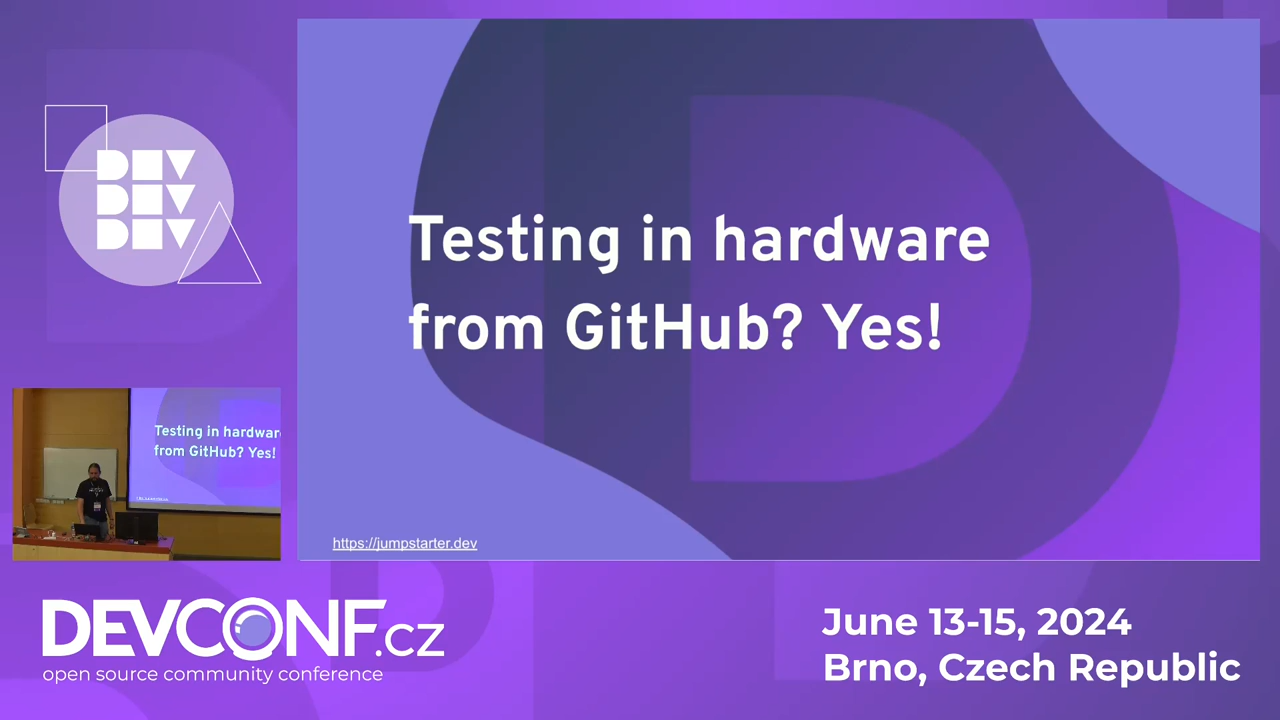 DEV
DEV
DEV
Testing in hardware
from GitHub? Yes!
https://jumpstarter.dev
Testing in hardware
from GitHub? Yes!
DEVCONF.cz
open source community conference
June 13-15, 2024
Brno, Czech Republic